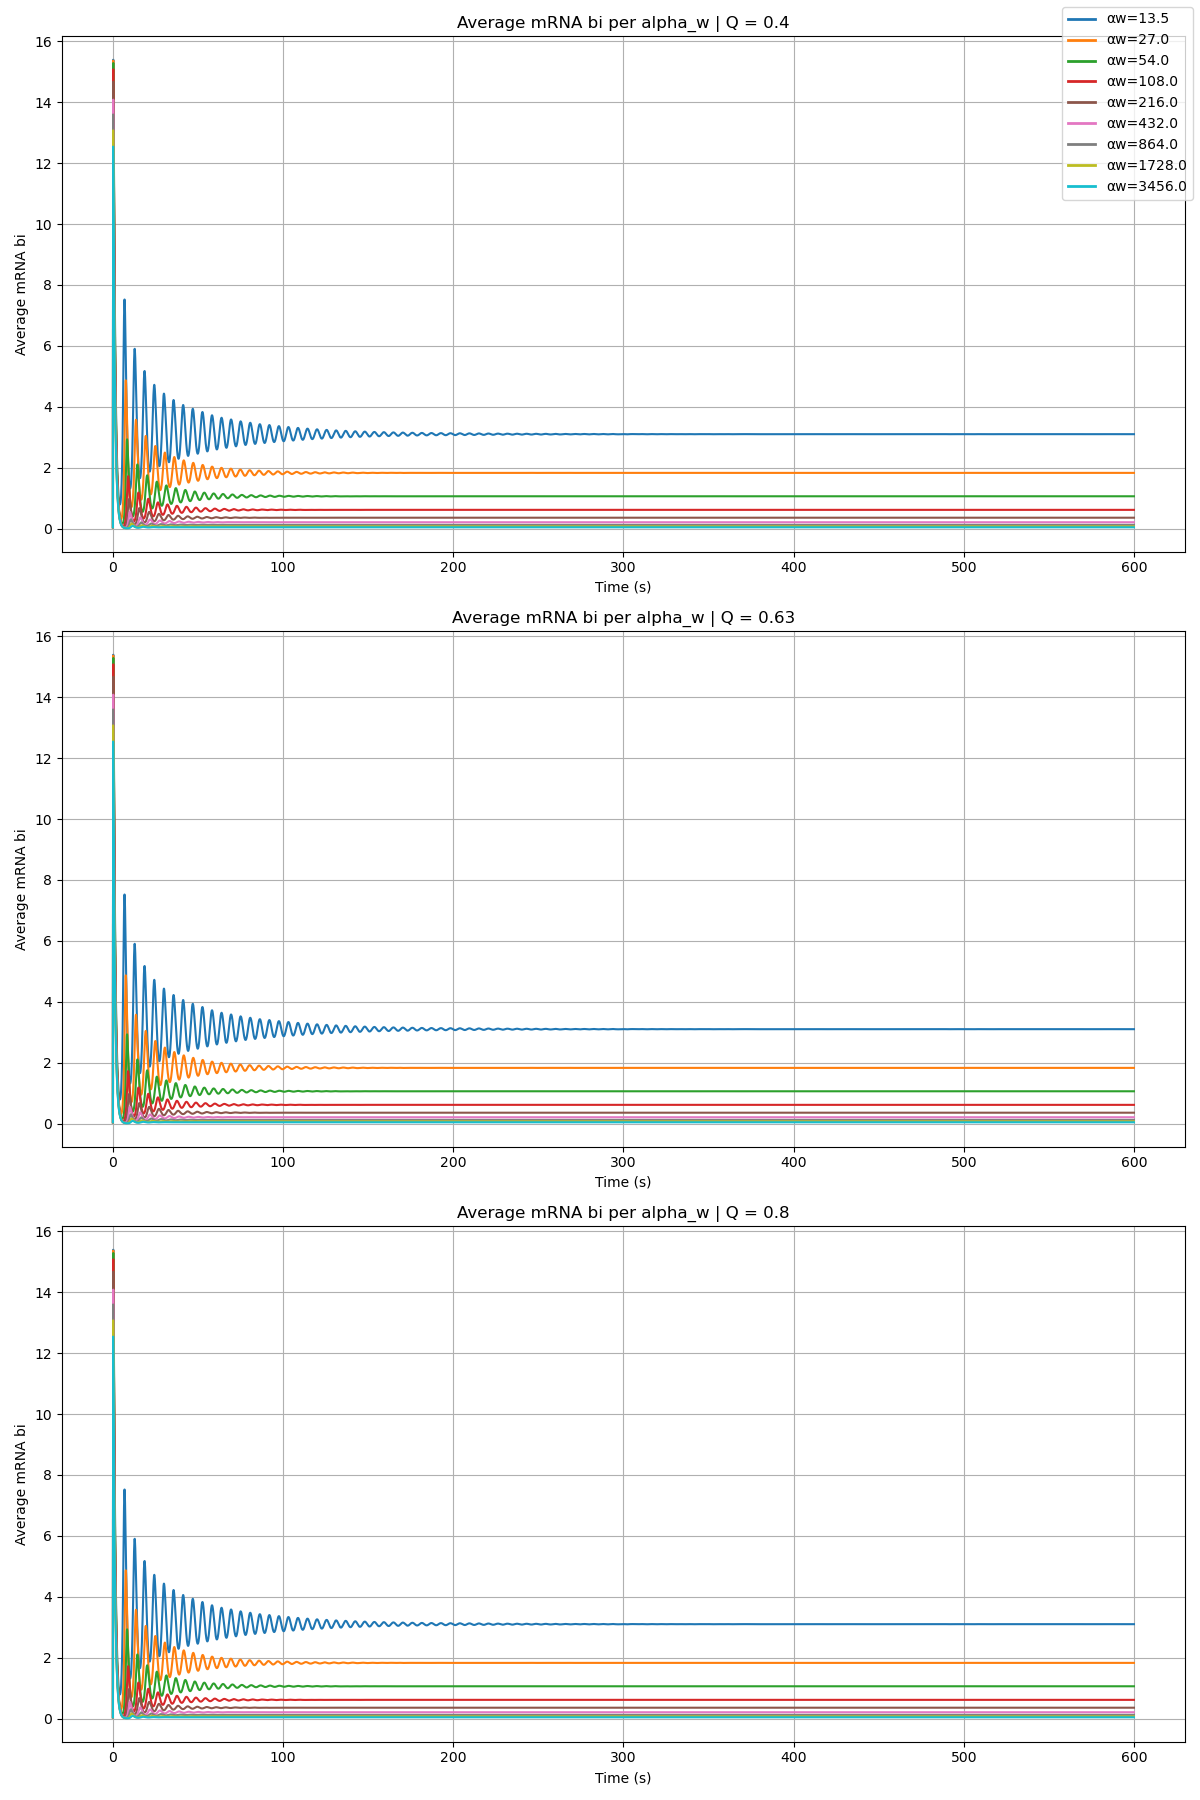 Average mRNA bi per alpha_w | Q = 0.4
αw=13.5
αw=27.0
αw=54.0
αw=108.0
αw=216.0
αw=432.0
αw=864.0
αw=1728.0
αw=3456.0
Average mRNA bi
16
14
12
10
8
6
4
2
0
0 100 200 300 400 500 600
Time (s)
Average mRNA bi per alpha_w | Q = 0.63
Average mRNA bi
16
14
12
10
8
6
4
2
0
0 100 200 300 400 500 600
Time (s)
Average mRNA bi per alpha_w | Q = 0.8
Average mRNA bi
16
14
12
10
8
6
4
2
0
0 100 200 300 400 500 600
Time (s)